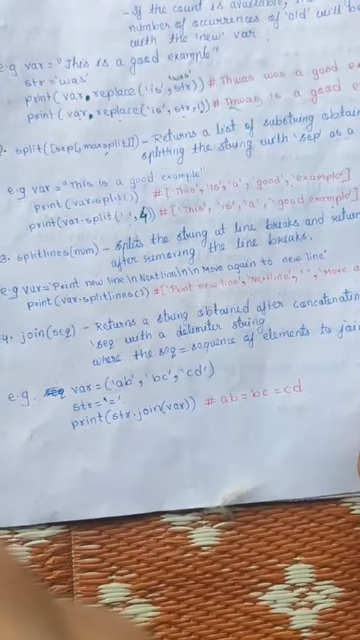 - If the count is available,
number of occurrences of 'old' will be
with the 'new' var.
e.g var = "This is a good example"
str = 'was'
'was'
print(var.replace('is', str)) # Thwas was a good ex
print(var.replace('is', str, 1)) # Thwas is a good e
2. split([sep[, maxsplit]]) - Returns a list of substring obtain
splitting the string with 'sep' as a
e.g var = "This is a good example"
print(var.split()) # ['This', 'is', 'a', 'good', 'example']
print(var.split(' ', 4)) # ['This', 'is', 'a', 'good example']
3. splitlines(num) - splits the string at line breaks and return
after removing the line breaks.
e.g var='Print new line\n Nextline\n\n Move again to new line'
print(var.splitlines()) # ['Print new line', 'Nextline', ' ', 'Move a
4. join(seq) - returns a string obtained after concatenatin
'seq' with a delimiter string
where the seq = sequence of elements to join
e.g. var = ('ab', 'bc', 'cd')
str = '='
print(str.join(var)) # ab=bc=cd